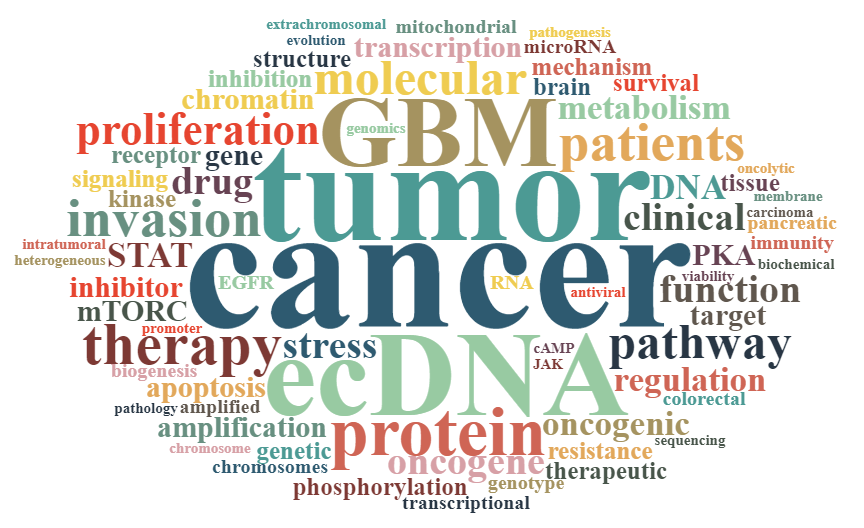 extrachromosomal mitochondrial pathogenesis
evolution transcription microRNA
structure mechanism
inhibition molecular brain survival
chromatin metabolism
proliferation genomics GBM patients
receptor gene
signaling drug tumor DNA tissue oncolytic
kinase membrane
invasion clinical carcinoma
pancreatic
intratumoral STAT cancer PKA immunity
heterogeneous biochemical
EGFR RNA viability
inhibitor antiviral function
mTORC target
promoter
therapy stress ecDNA cAMP pathway
JAK
biogenesis regulation
apoptosis colorectal
pathology amplified
amplification protein oncogenic
chromosome genetic oncogene resistance sequencing
chromosomes therapeutic
phosphorylation genotype
transcriptional